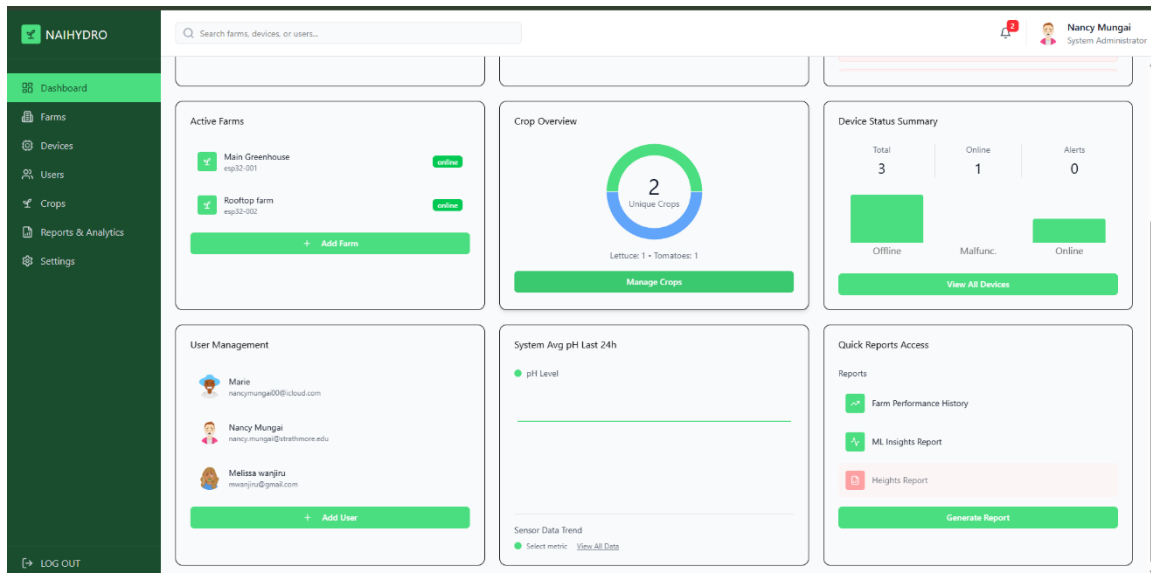 NAIHYDRO
Search farms, devices, or users...
2
Nancy Mungai
System Administrator
Dashboard
Farms
Devices
Users
Crops
Reports & Analytics
Settings
LOG OUT
Active Farms
Main Greenhouse
esp32-001
online
Rooftop farm
esp32-002
online
+ Add Farm
Crop Overview
2
Unique Crops
Lettuce: 1 • Tomatoes: 1
Manage Crops
Device Status Summary
Total Online Alerts
3 1 0
Offline Malfunc. Online
View All Devices
User Management
Marie
nancymungai00@icloud.com
Nancy Mungai
nancy.mungai@strathmore.edu
Melissa wanjiru
mwanjiru@gmail.com
+ Add User
System Avg pH Last 24h
pH Level
Sensor Data Trend
Select metric View All Data
Quick Reports Access
Reports
Farm Performance History
ML Insights Report
Heights Report
Generate Report